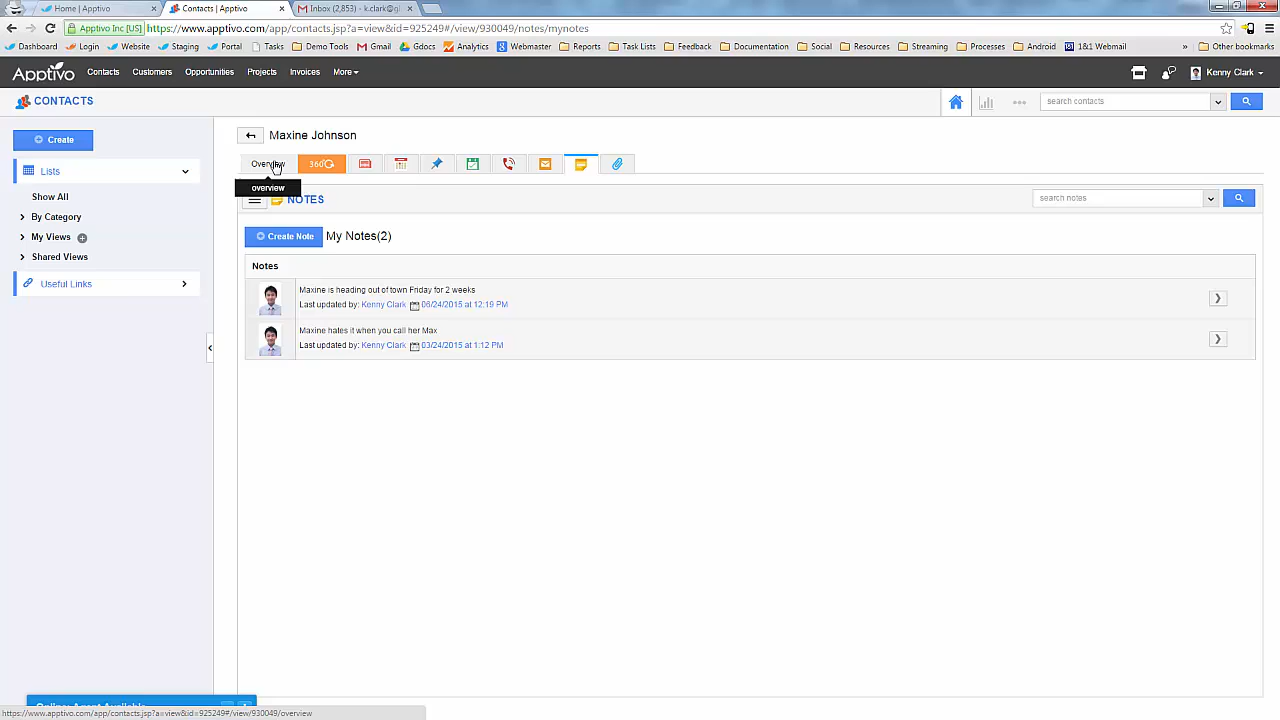 Home | Apptivo
Contacts | Apptivo
Inbox (2,853) - k.clark@gl
Apptivo Inc [US] https://www.apptivo.com/app/contacts.jsp?a=view&id=925249#/view/930049/notes/mynotes
Dashboard Login Website Staging Portal Tasks Demo Tools Gmail Gdocs Analytics Webmaster Reports Task Lists Feedback Documentation Social Resources Streaming Processes Android 1&1 Webmail » Other bookmarks
Apptivo Contacts Customers Opportunities Projects Invoices More Kenny Clark
CONTACTS
search contacts
Create
Maxine Johnson
Overview 360
Lists
overview
Show All
NOTES
search notes
By Category
My Views
Create Note My Notes(2)
Shared Views
Notes
Useful Links
Maxine is heading out of town Friday for 2 weeks
Last updated by: Kenny Clark 06/24/2015 at 12:19 PM
Maxine hates it when you call her Max
Last updated by: Kenny Clark 03/24/2015 at 1:12 PM
Online: Agent Available
https://www.apptivo.com/app/contacts.jsp?a=view&id=925249#/view/930049/overview